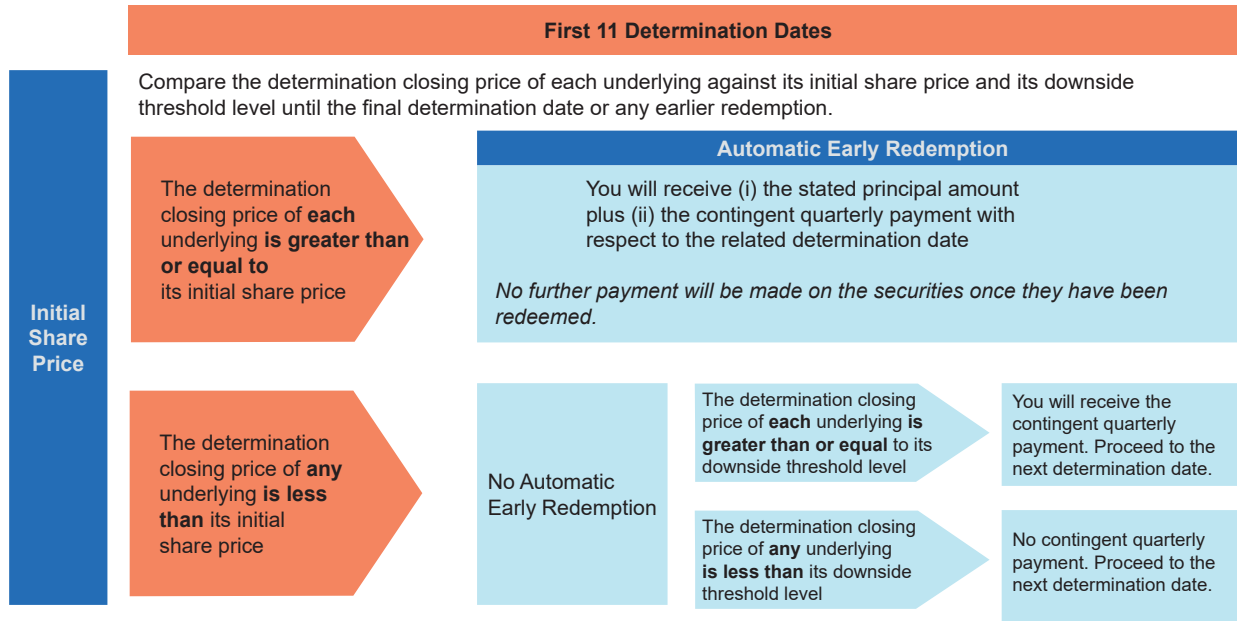 First 11 Determination Dates
Compare the determination closing price of each underlying against its initial share price and its downside
threshold level until the final determination date or any earlier redemption.
Initial
Share
Price
The determination
closing price of each
underlying is greater than
or equal to
its initial share price
Automatic Early Redemption
You will receive (i) the stated principal amount
plus (ii) the contingent quarterly payment with
respect to the related determination date
No further payment will be made on the securities once they have been
redeemed.
The determination
closing price of any
underlying is less
than its initial
share price
No Automatic
Early Redemption
The determination closing
price of each underlying is
greater than or equal to its
downside threshold level
You will receive the
contingent quarterly
payment. Proceed to the
next determination date.
The determination closing
price of any underlying
is less than its downside
threshold level
No contingent quarterly
payment. Proceed to the
next determination date.